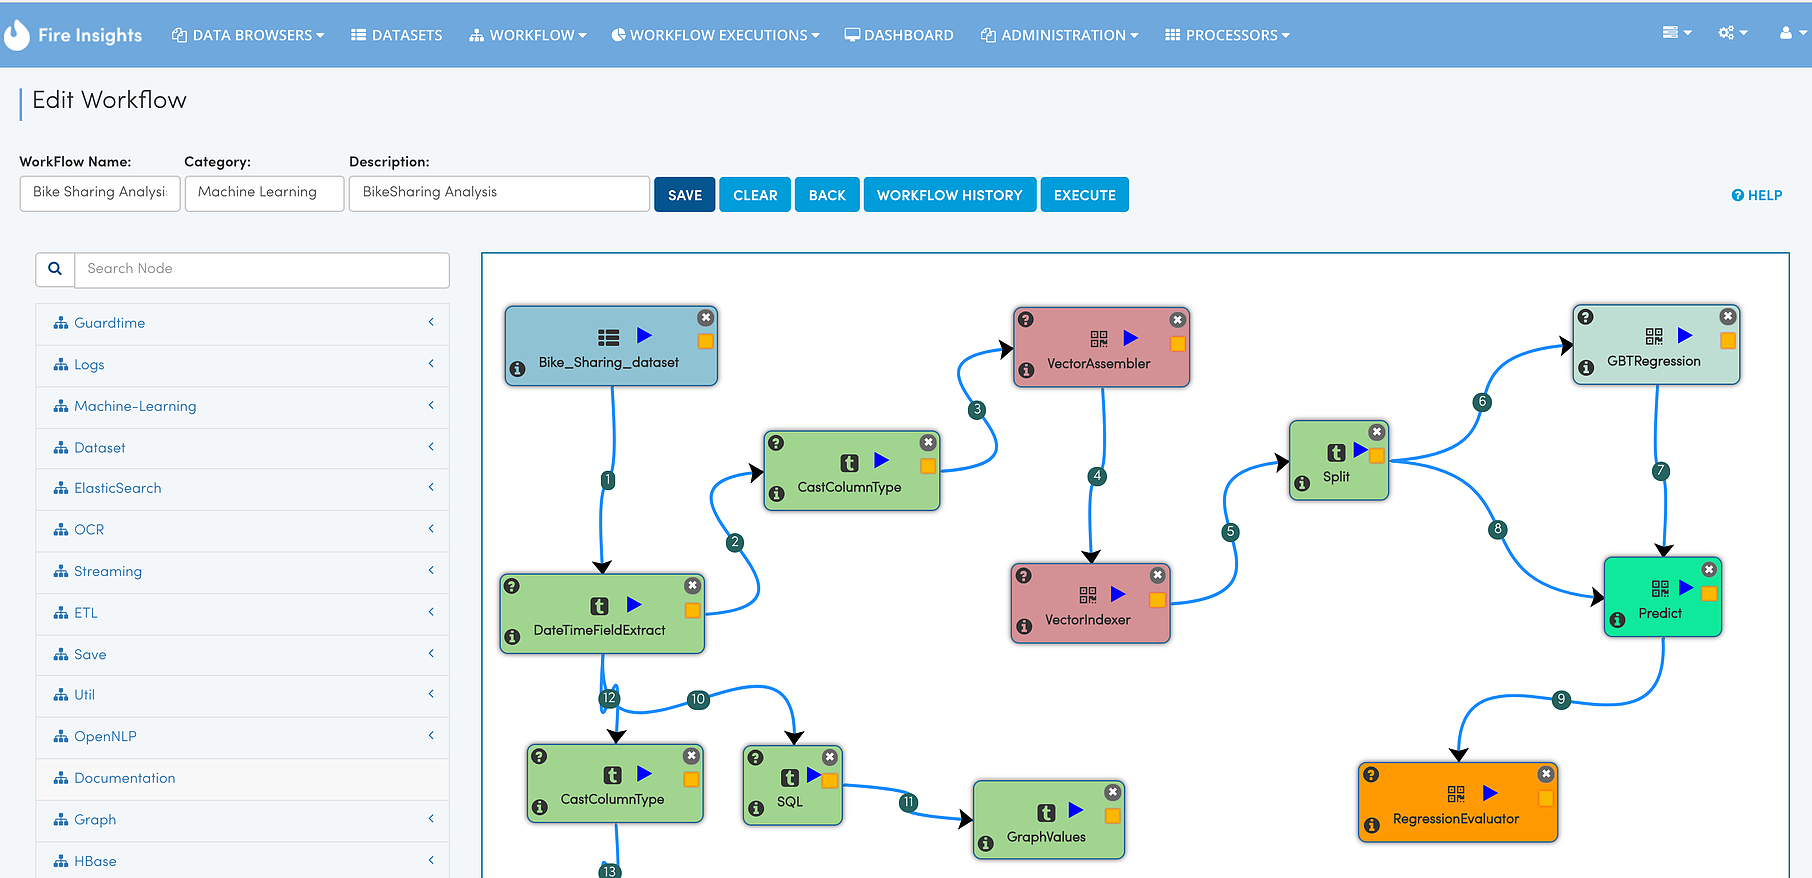 Fire Insights DATA BROWSERS DATASETS WORKFLOW WORKFLOW EXECUTIONS DASHBOARD ADMINISTRATION PROCESSORS
Edit Workflow
WorkFlow Name: Category: Description:
Bike Sharing Analysi Machine Learning BikeSharing Analysis SAVE CLEAR BACK WORKFLOW HISTORY EXECUTE
HELP
Search Node
Guardtime
Logs
Machine-Learning
Dataset
ElasticSearch
OCR
Streaming
ETL
Save
Util
OpenNLP
Documentation
Graph
HBase
Bike_Sharing_dataset
VectorAssembler
GBTRegression
3
6
CastColumnType
4
Split
7
1
2
5
8
DateTimeFieldExtract
VectorIndexer
Predict
12
10
9
CastColumnType
SQL
11
GraphValues
RegressionEvaluator
13